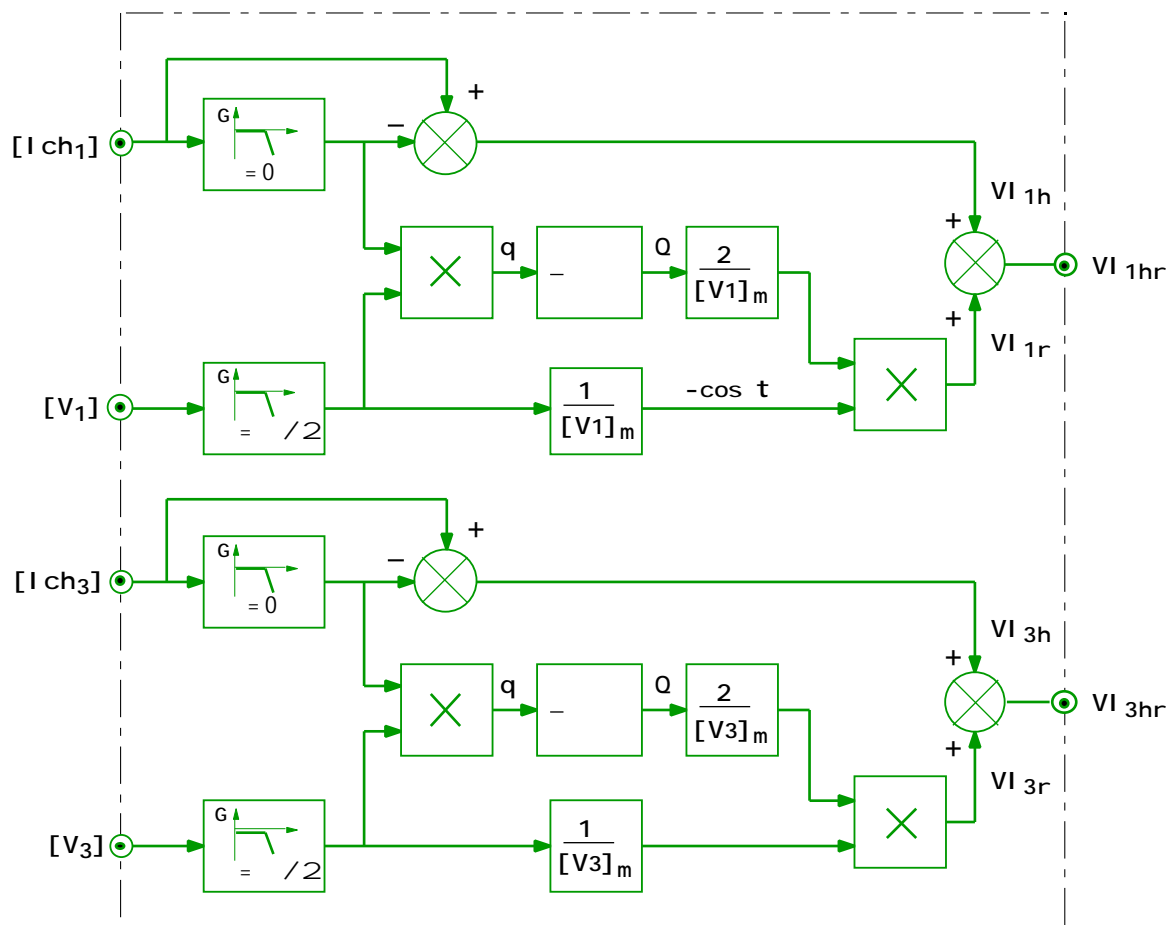 +
G
[I ch1]
−
= 0
VI 1h
+
q
Q
2
[V1]m
×
−
VI 1hr
+
VI 1r
G
[V1]
= /2
1
[V1]m
-cos t
×
+
G
[I ch3]
−
= 0
VI 3h
+
q
Q
2
[V3]m
×
−
VI 3hr
+
VI 3r
G
[V3]
= /2
1
[V3]m
×